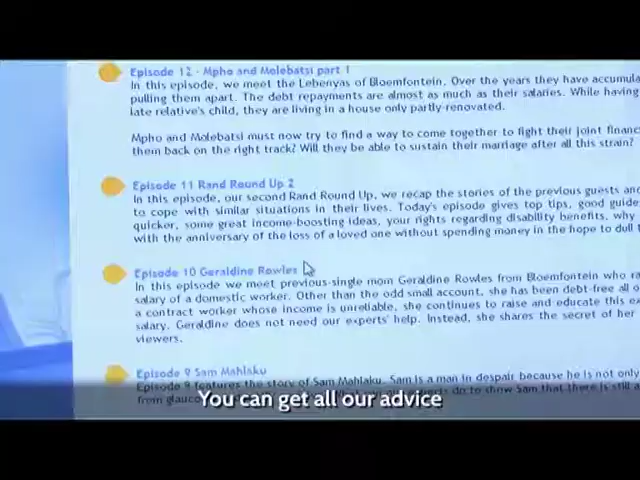 Episode 12 - Mpho and Molebatsi part 1
In this episode, we meet the Lebenyas of Bloemfontein. Over the years they have accumula
pulling them apart. The debt repayments are almost as much as their salaries. While having
late relative's child, they are living in a house only partly-renovated.
Mpho and Molebatsi must now try to find a way to come together to fight their joint financ
them back on the right track? Will they be able to sustain their marriage after all this strain?
Episode 11 Rand Round Up 2
In this episode, our second Rand Round Up, we recap the stories of the previous guests and
to cope with similar situations in their lives. Today's episode gives top tips, good guide
quicker, some great income-boosting ideas, your rights regarding disability benefits, why
with the anniversary of the loss of a loved one without spending money in the hope to dull t
Episode 10 Geraldine Rowles
In this episode we meet previous-single mom Geraldine Rowles from Bloemfontein who ra
salary of a domestic worker. Other than the odd small account, she has been debt-free all o
a contract worker whose income is unreliable, she continues to raise and educate this ex
salary. Geraldine does not need our experts' help. Instead, she shares the secret of her
viewers.
Episode 9 Sam Mahlaku
Episode 9 features the story of Sam Mahlaku. Sam is a man in despair because he is not only
from glauco do to show Sam that there is still
You can get all our advice